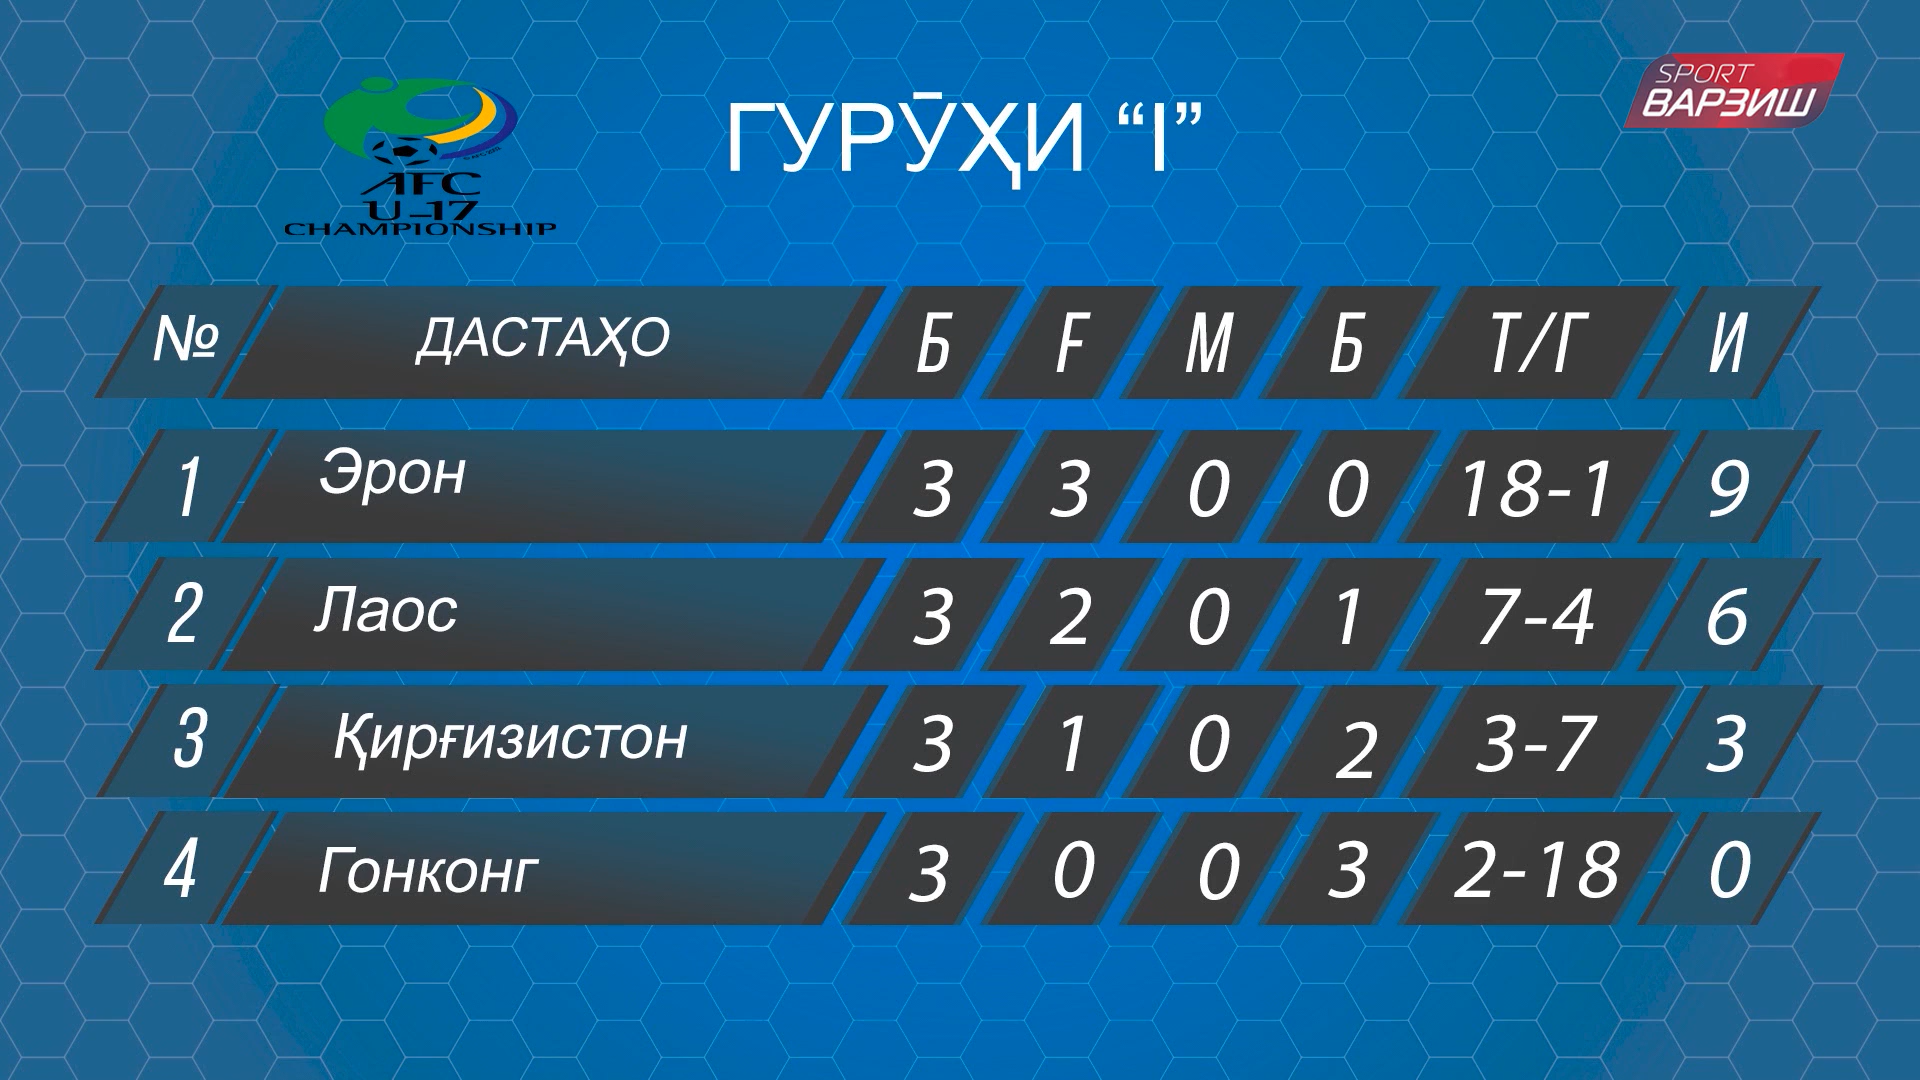 ГУРӮҲИ “I”
SPORT
ВАРЗИШ
AFC
U-17
CHAMPIONSHIP
№ ДАСТАҲО Б Ғ М Б Т/Г И
1 Эрон 3 3 0 0 18-1 9
2 Лаос 3 2 0 1 7-4 6
3 Қирғизистон 3 1 0 2 3-7 3
4 Гонконг 3 0 0 3 2-18 0